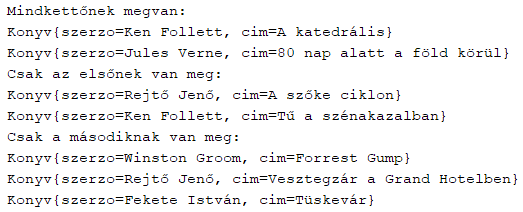 Mindkettőnek megvan:
Konyv{szerzo=Ken Follett, cim=A katedrális}
Konyv{szerzo=Jules Verne, cim=80 nap alatt a föld körül}
Csak az elsőnek van meg:
Konyv{szerzo=Rejtő Jenő, cim=A szőke ciklon}
Konyv{szerzo=Ken Follett, cim=Tű a szénakazalban}
Csak a másodiknak van meg:
Konyv{szerzo=Winston Groom, cim=Forrest Gump}
Konyv{szerzo=Rejtő Jenő, cim=Vesztegzár a Grand Hotelben}
Konyv{szerzo=Fekete István, cim=Tüskevár}